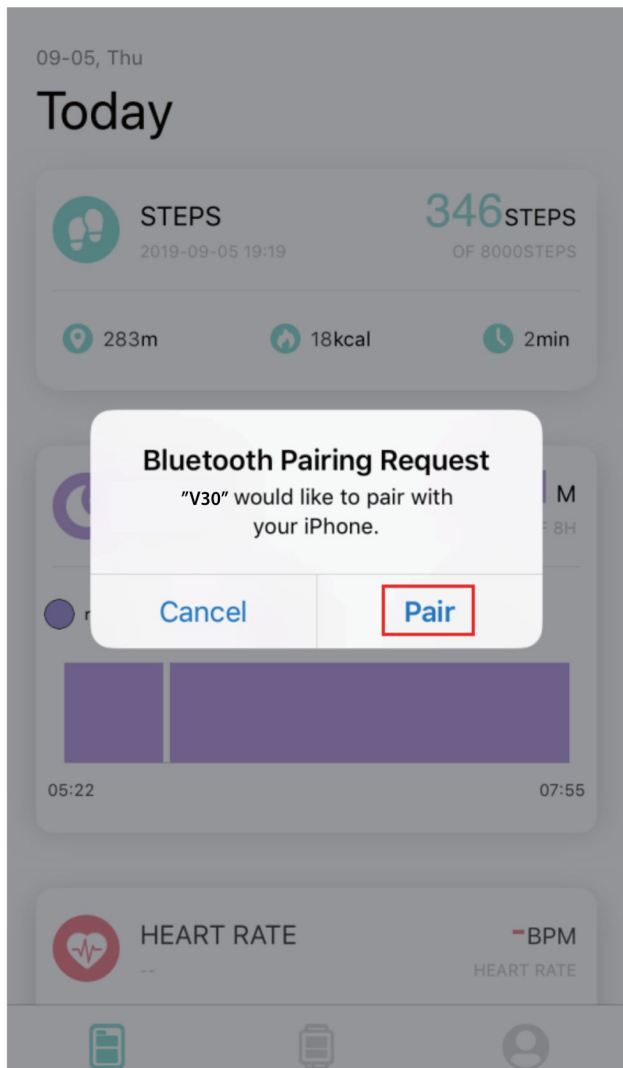 09-05, Thu
Today
STEPS
346STEPS
2019-09-05 19:19
OF 8000STEPS
283m
18kcal
2min
Bluetooth Pairing Request
"V30" would like to pair with
your iPhone.
M
8H
Cancel
Pair
05:22
07:55
HEART RATE
-BPM
--
HEART RATE